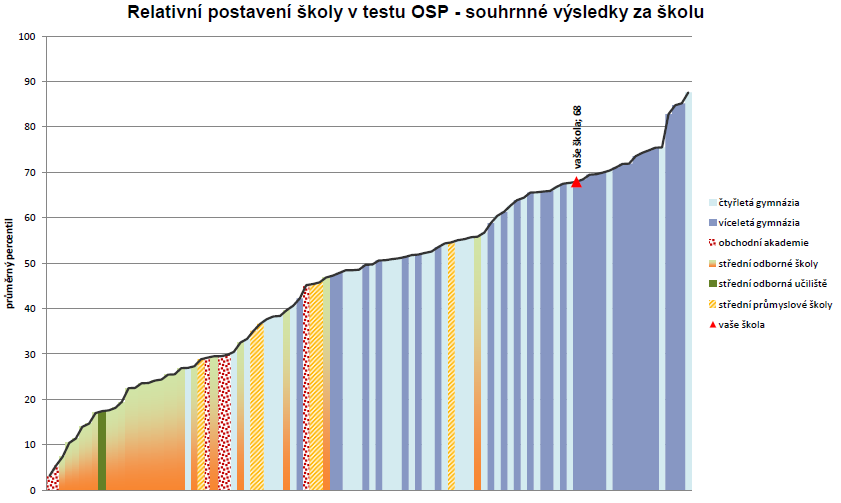 Relativní postavení školy v testu OSP - souhrnné výsledky za školu
100
90
80
70
60
50
40
30
20
10
0
průměrný percentil
vaše škola; 68
čtyřletá gymnázia
víceletá gymnázia
obchodní akademie
střední odborné školy
střední odborná učiliště
střední průmyslové školy
vaše škola